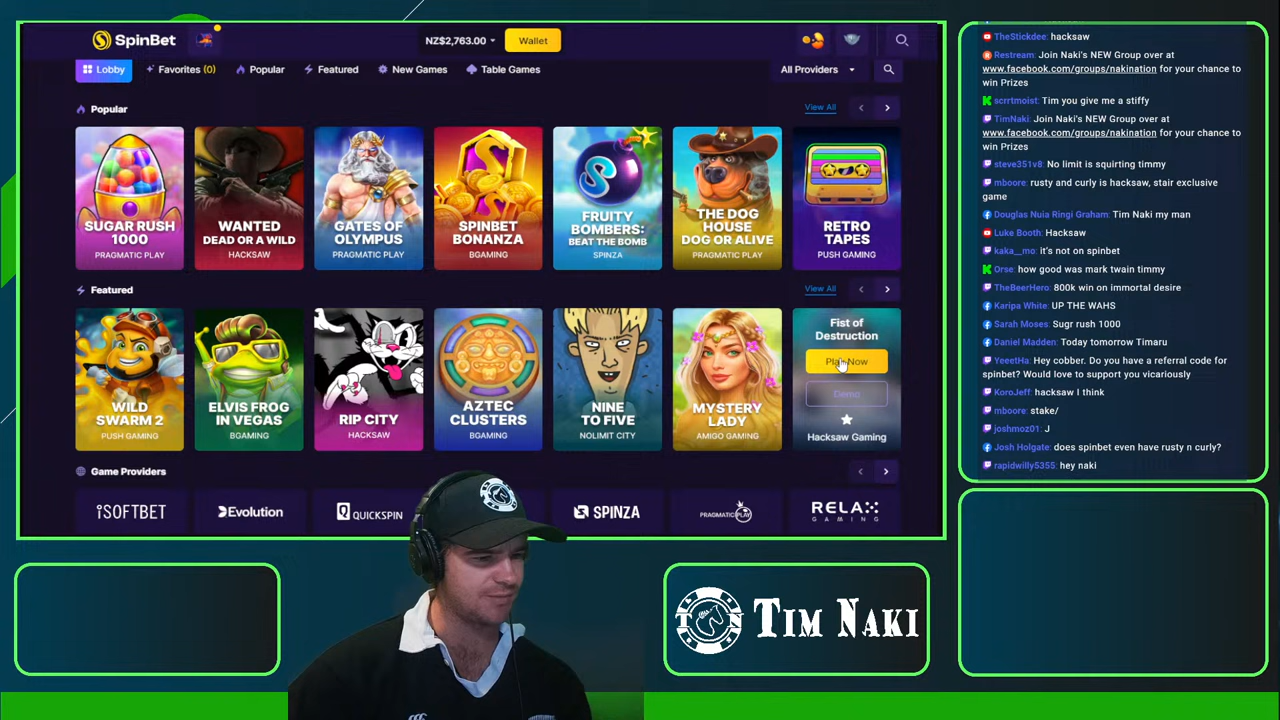 SpinBet
NZ$2,763.00
Wallet
Lobby
Favorites (0)
Popular
Featured
New Games
Table Games
All Providers
Popular
View All
SUGAR RUSH
1000
PRAGMATIC PLAY
WANTED
DEAD OR A WILD
HACKSAW
GATES OF
OLYMPUS
PRAGMATIC PLAY
SPINBET
BONANZA
BGAMING
FRUITY
BOMBERS:
BEAT THE BOMB
SPINZA
THE DOG
HOUSE
DOG OR ALIVE
PRAGMATIC PLAY
RETRO
TAPES
PUSH GAMING
Featured
View All
WILD
SWARM 2
PUSH GAMING
ELVIS FROG
IN VEGAS
BGAMING
RIP CITY
HACKSAW
AZTEC
CLUSTERS
BGAMING
NINE
TO FIVE
NOLIMIT CITY
MYSTERY
LADY
AMIGO GAMING
Fist of
Destruction
Play Now
Demo
Hacksaw Gaming
Game Providers
iSOFTBET
Evolution
QUICKSPIN
SPINZA
PRAGMATIC PLAY
RELAX
GAMING
TheStickdee: hacksaw
Restream: Join Naki's NEW Group over at
www.facebook.com/groups/nakination for your chance to
win Prizes
scrrtmoist: Tim you give me a stiffy
TimNaki: Join Naki's NEW Group over at
www.facebook.com/groups/nakination for your chance to
win Prizes
steve351v8: No limit is squirting timmy
mboore: rusty and curly is hacksaw, stair exclusive
game
Douglas Nuia Ringi Graham: Tim Naki my man
Luke Booth: Hacksaw
kaka__mo: it's not on spinbet
Orse: how good was mark twain timmy
TheBeerHero: 800k win on immortal desire
Karipa White: UP THE WAHS
Sarah Moses: Sugr rush 1000
Daniel Madden: Today tomorrow Timaru
YeeetHa: Hey cobber. Do you have a referral code for
spinbet? Would love to support you vicariously
KoroJeff: hacksaw I think
mboore: stake/
joshmoz01: J
Josh Holgate: does spinbet even have rusty n curly?
rapidwilly5355: hey naki
TIM NAKI